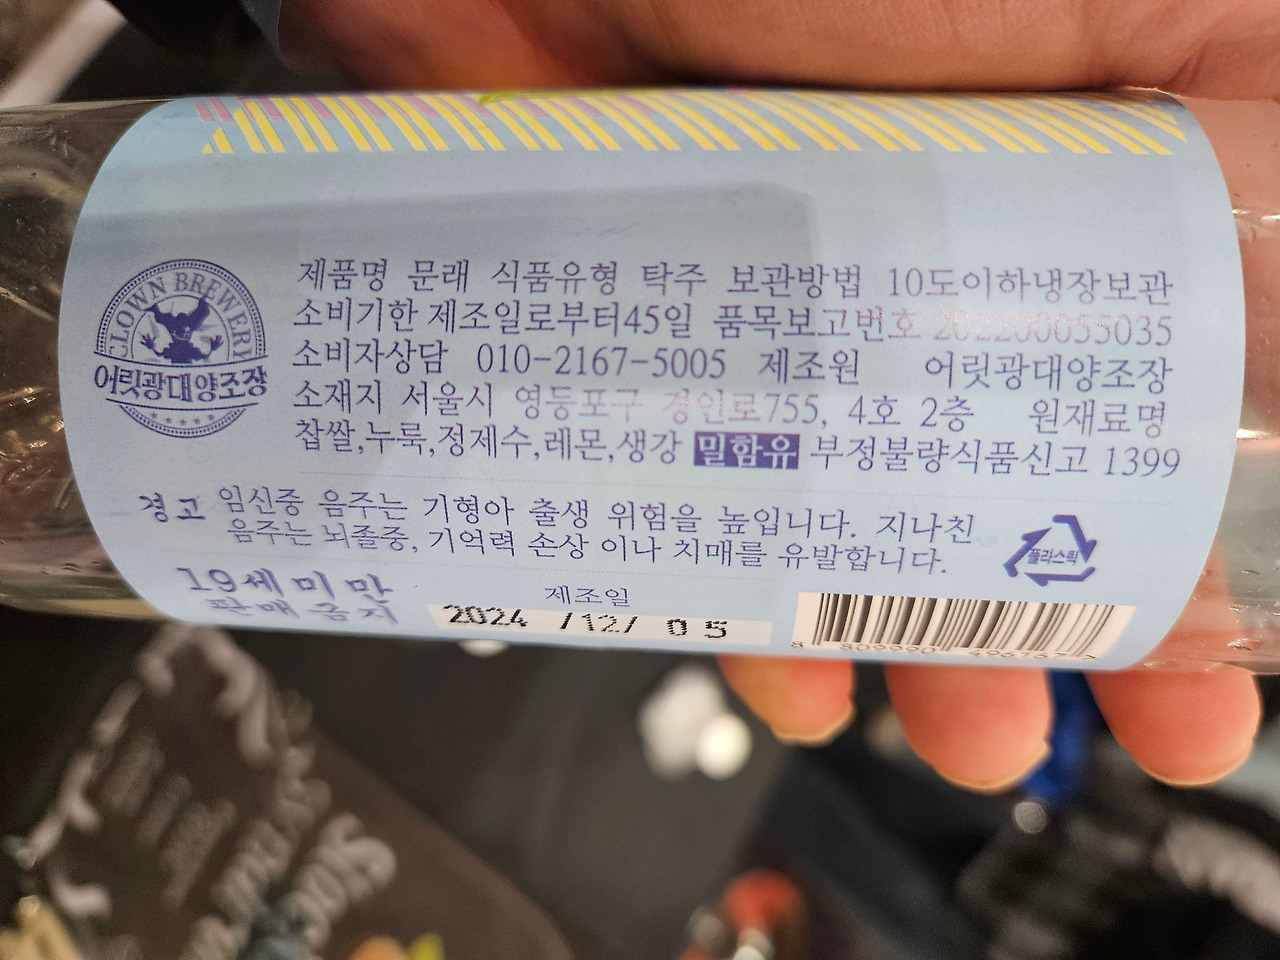 CLOWN BREWERY
어릿광대양조장
제품명 문래 식품유형 탁주 보관방법 10도이하냉장보관
소비기한 제조일로부터45일 품목보고번호 202200055035
소비자상담 010-2167-5005 제조원 어릿광대양조장
소재지 서울시 영등포구 경인로755, 4호 2층 원재료명
찹쌀,누룩,정제수,레몬,생강 밀함유 부정불량식품신고 1399
경고 임신중 음주는 기형아 출생 위험을 높입니다. 지나친
음주는 뇌졸중, 기억력 손상 이나 치매를 유발합니다.
플라스틱
19세미만
판매금지
제조일
2024 /12/ 05
8 809990 496767